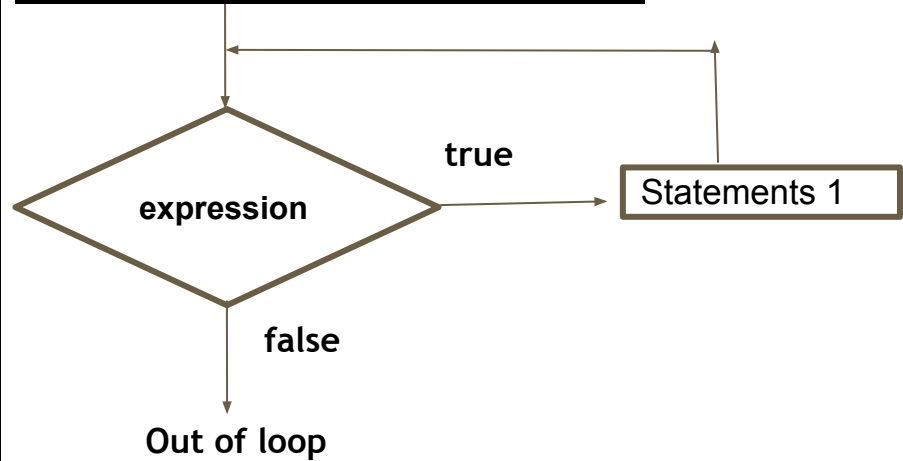 true
expression
Statements 1
false
Out of loop